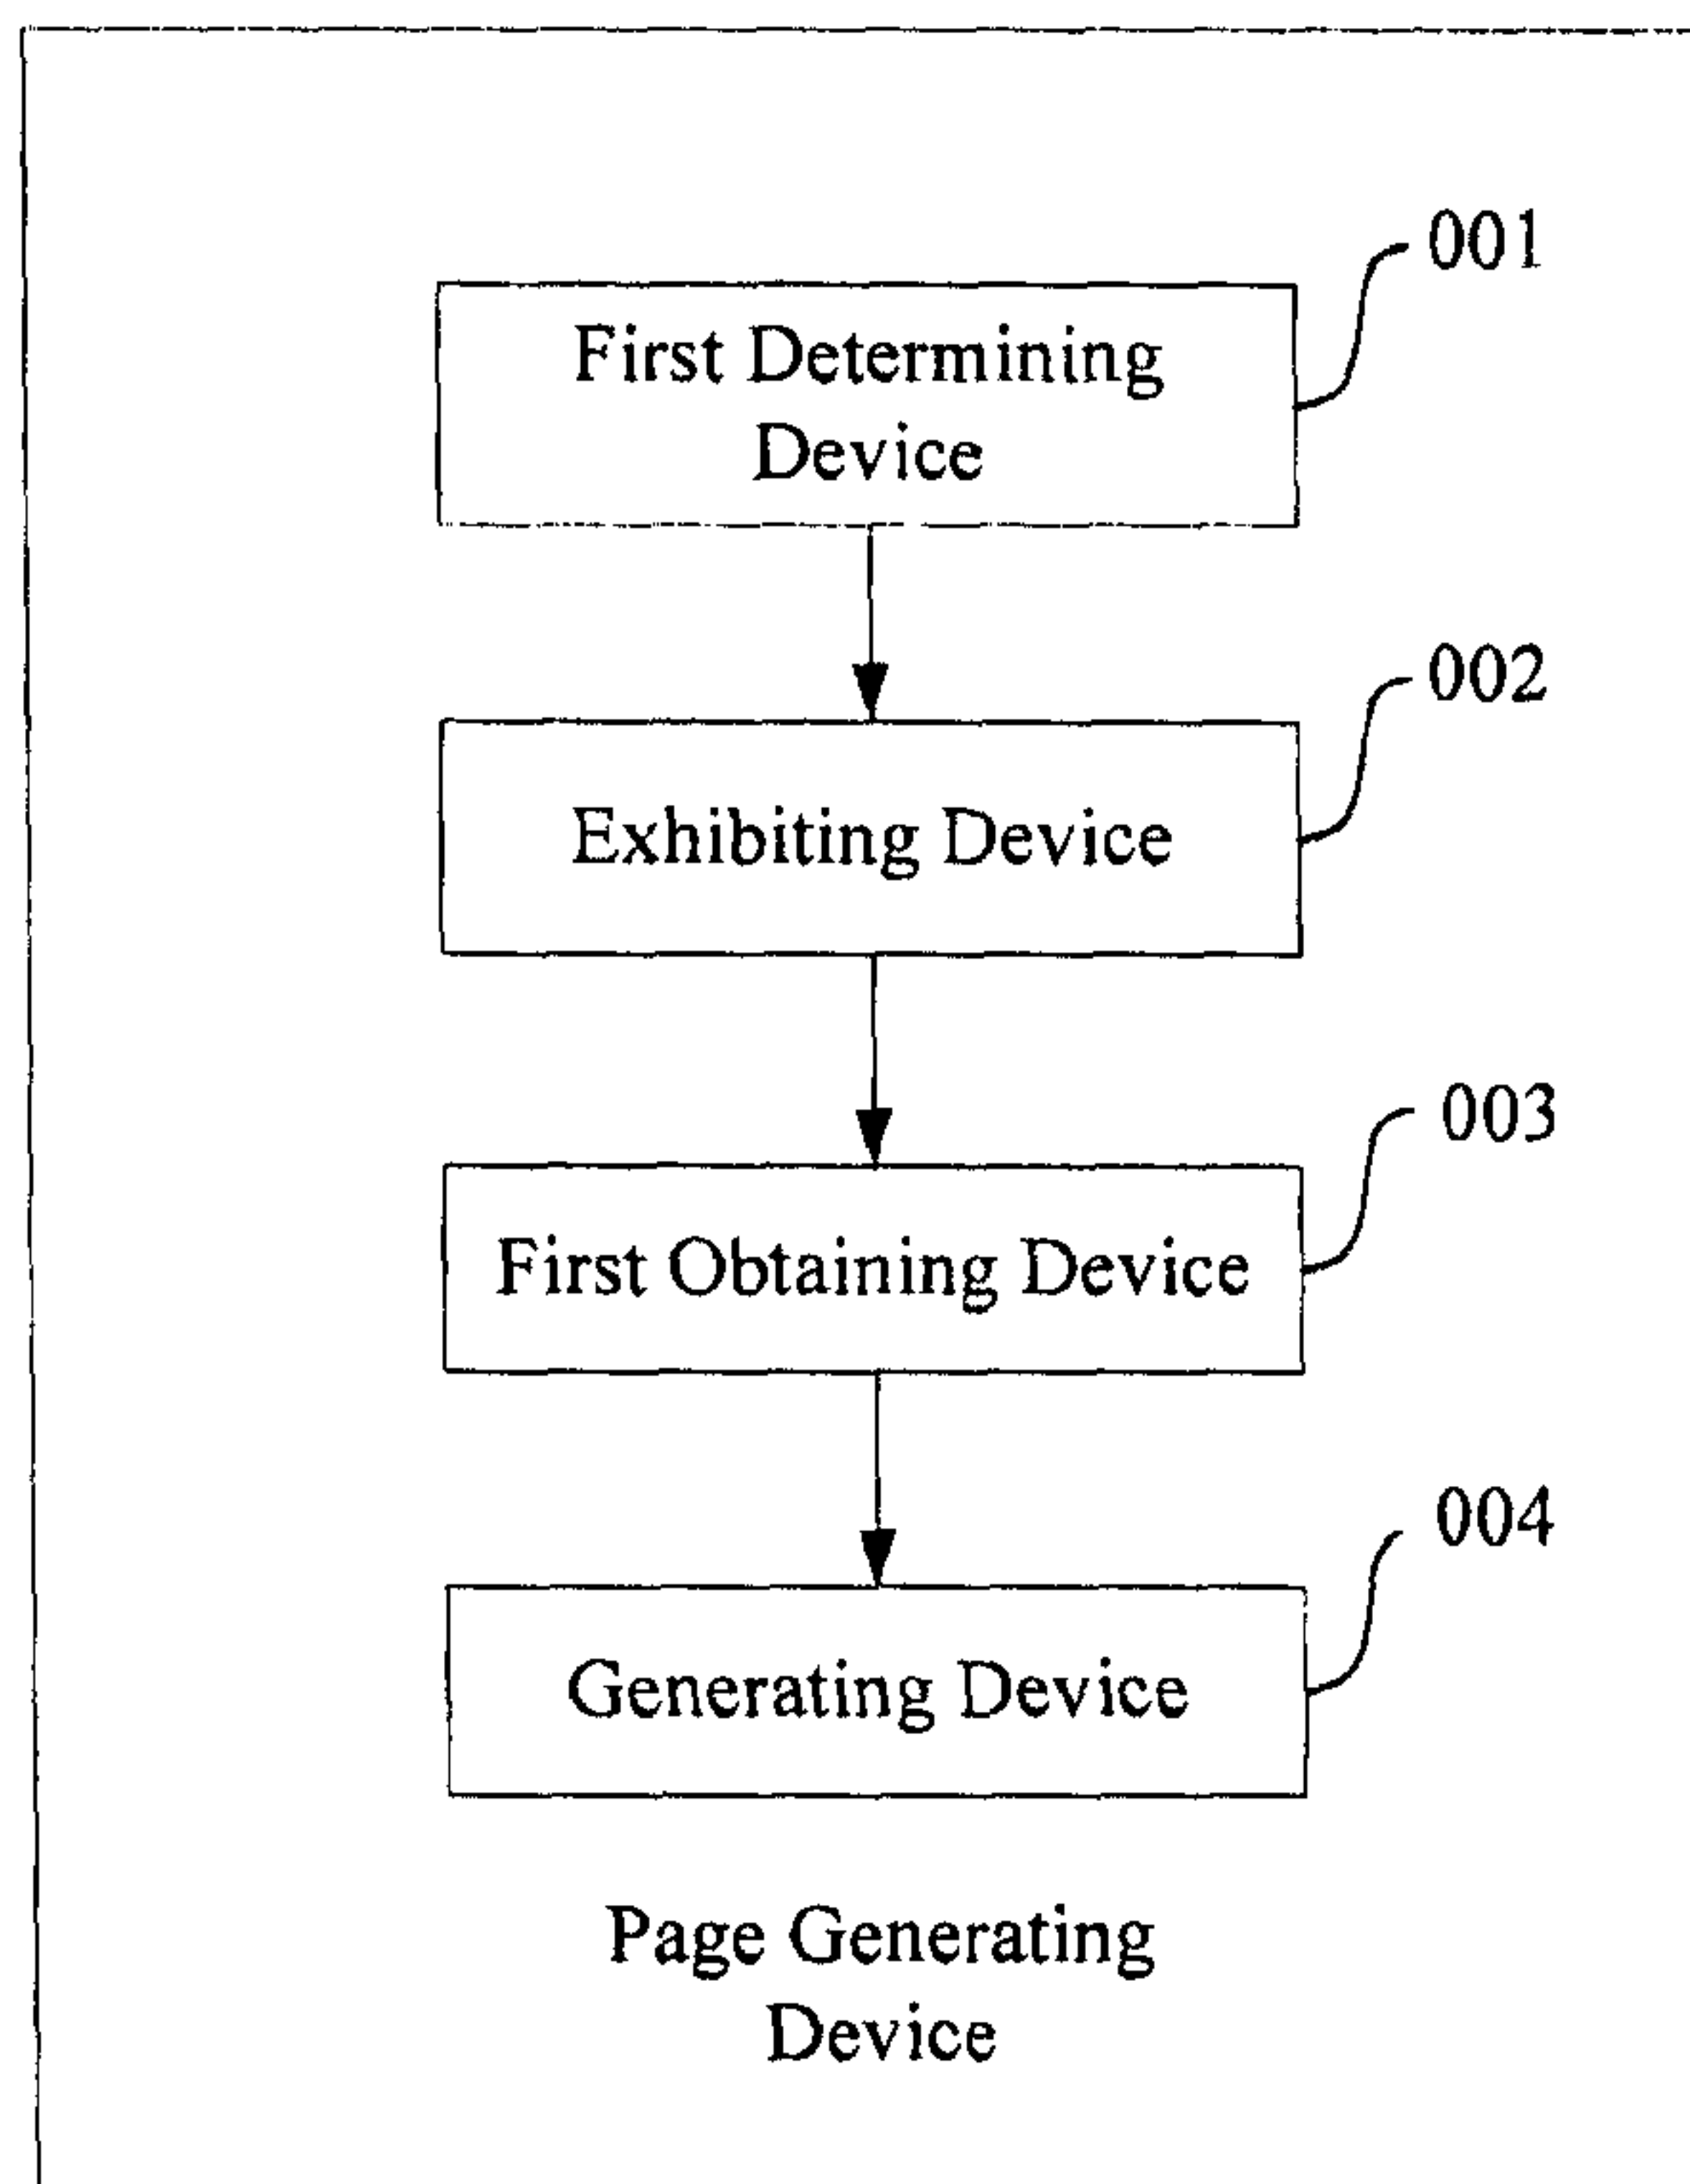 001
First Determining
Device
002
Exhibiting Device
003
First Obtaining Device
004
Generating Device
Page Generating
Device